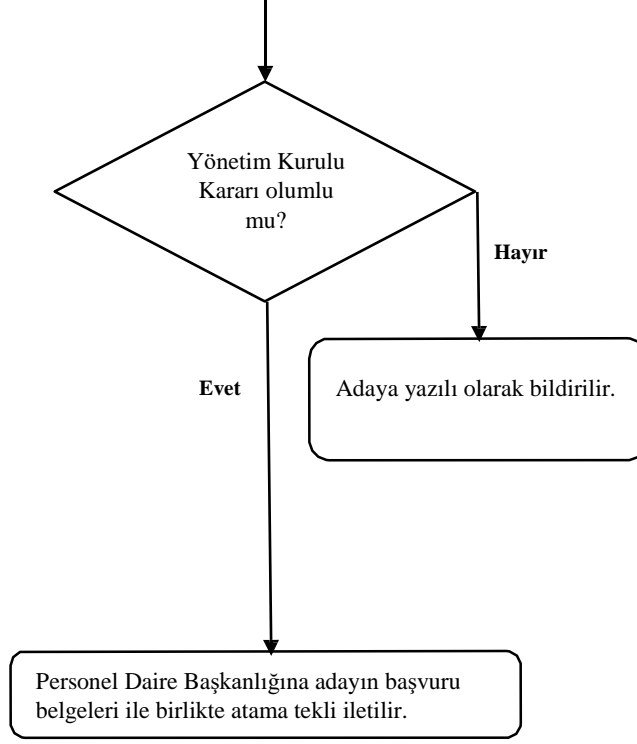 Yönetim Kurulu
Kararı olumlu
mu?
Hayır
Evet
Adaya yazılı olarak bildirilir.
Personel Daire Başkanlığına adayın başvuru
belgeleri ile birlikte atama tekli iletilir.